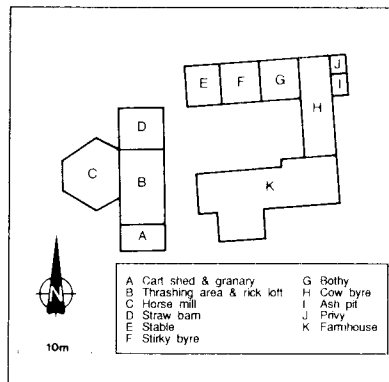 E
F
G
H
J
I
D
C
B
A
K
N
10m
A Cart shed & granary
B Thrashing area & rick loft
C Horse mill
D Straw barn
E Stable
F Stirky byre
G Bothy
H Cow byre
I Ash pit
J Privy
K Farmhouse